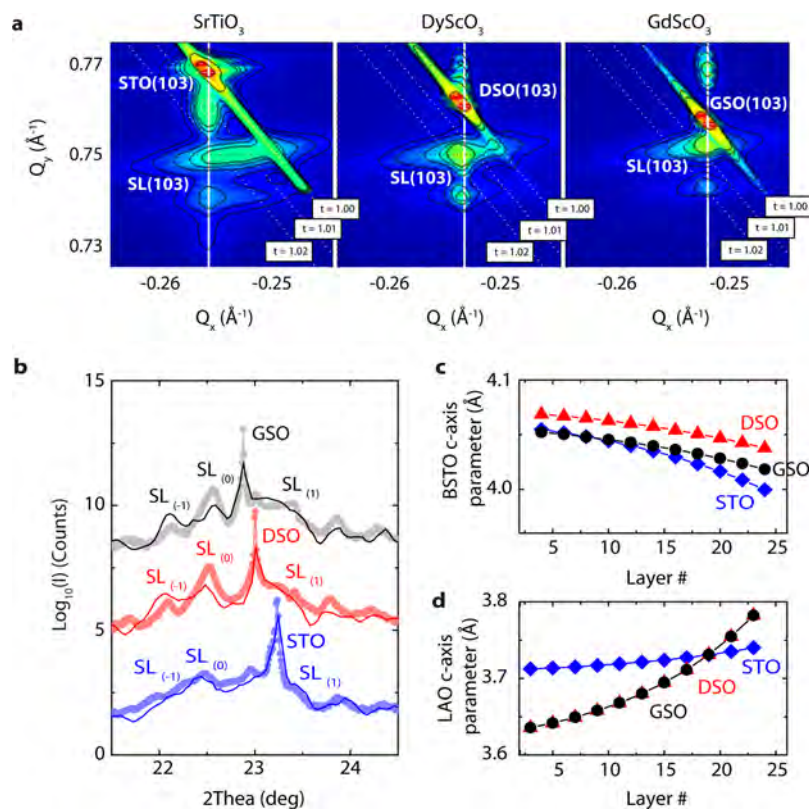 a
SrTiO₃
DyScO₃
GdScO₃
Q_y (Å⁻¹)
0.77
0.75
0.73
STO(103)
SL(103)
t = 1.00
t = 1.01
t = 1.02
DSO(103)
SL(103)
t = 1.00
t = 1.01
t = 1.02
GSO(103)
SL(103)
t = 1.00
t = 1.01
t = 1.02
-0.26 -0.25
-0.26 -0.25
-0.26 -0.25
Q_x (Å⁻¹)
Q_x (Å⁻¹)
Q_x (Å⁻¹)
b
Log₁₀(I) (Counts)
15
10
5
0
GSO
SL(-1)
SL(0)
SL(1)
DSO
SL(-1)
SL(0)
SL(1)
STO
SL(-1)
SL(0)
SL(1)
22 23 24
2Thea (deg)
c
BSTO c-axis
parameter (Å)
4.1
4.0
DSO
GSO
STO
5 10 15 20 25
Layer #
d
LAO c-axis
parameter (Å)
3.8
3.7
3.6
STO
DSO
GSO
5 10 15 20 25
Layer #